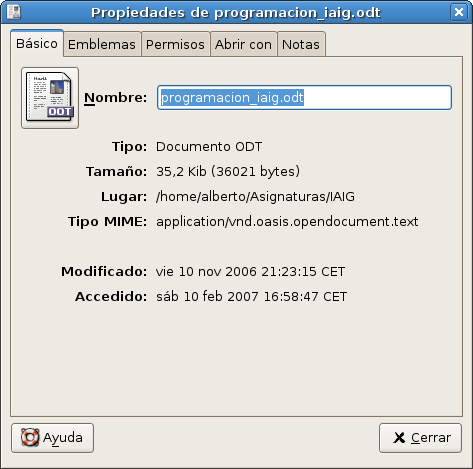 Propiedades de programacion_iaig.odt
Básico Emblemas Permisos Abrir con Notas
ODT
Nombre: programacion_iaig.odt
Tipo: Documento ODT
Tamaño: 35,2 Kib (36021 bytes)
Lugar: /home/alberto/Asignaturas/IAIG
Tipo MIME: application/vnd.oasis.opendocument.text
Modificado: vie 10 nov 2006 21:23:15 CET
Accedido: sáb 10 feb 2007 16:58:47 CET
Ayuda Cerrar